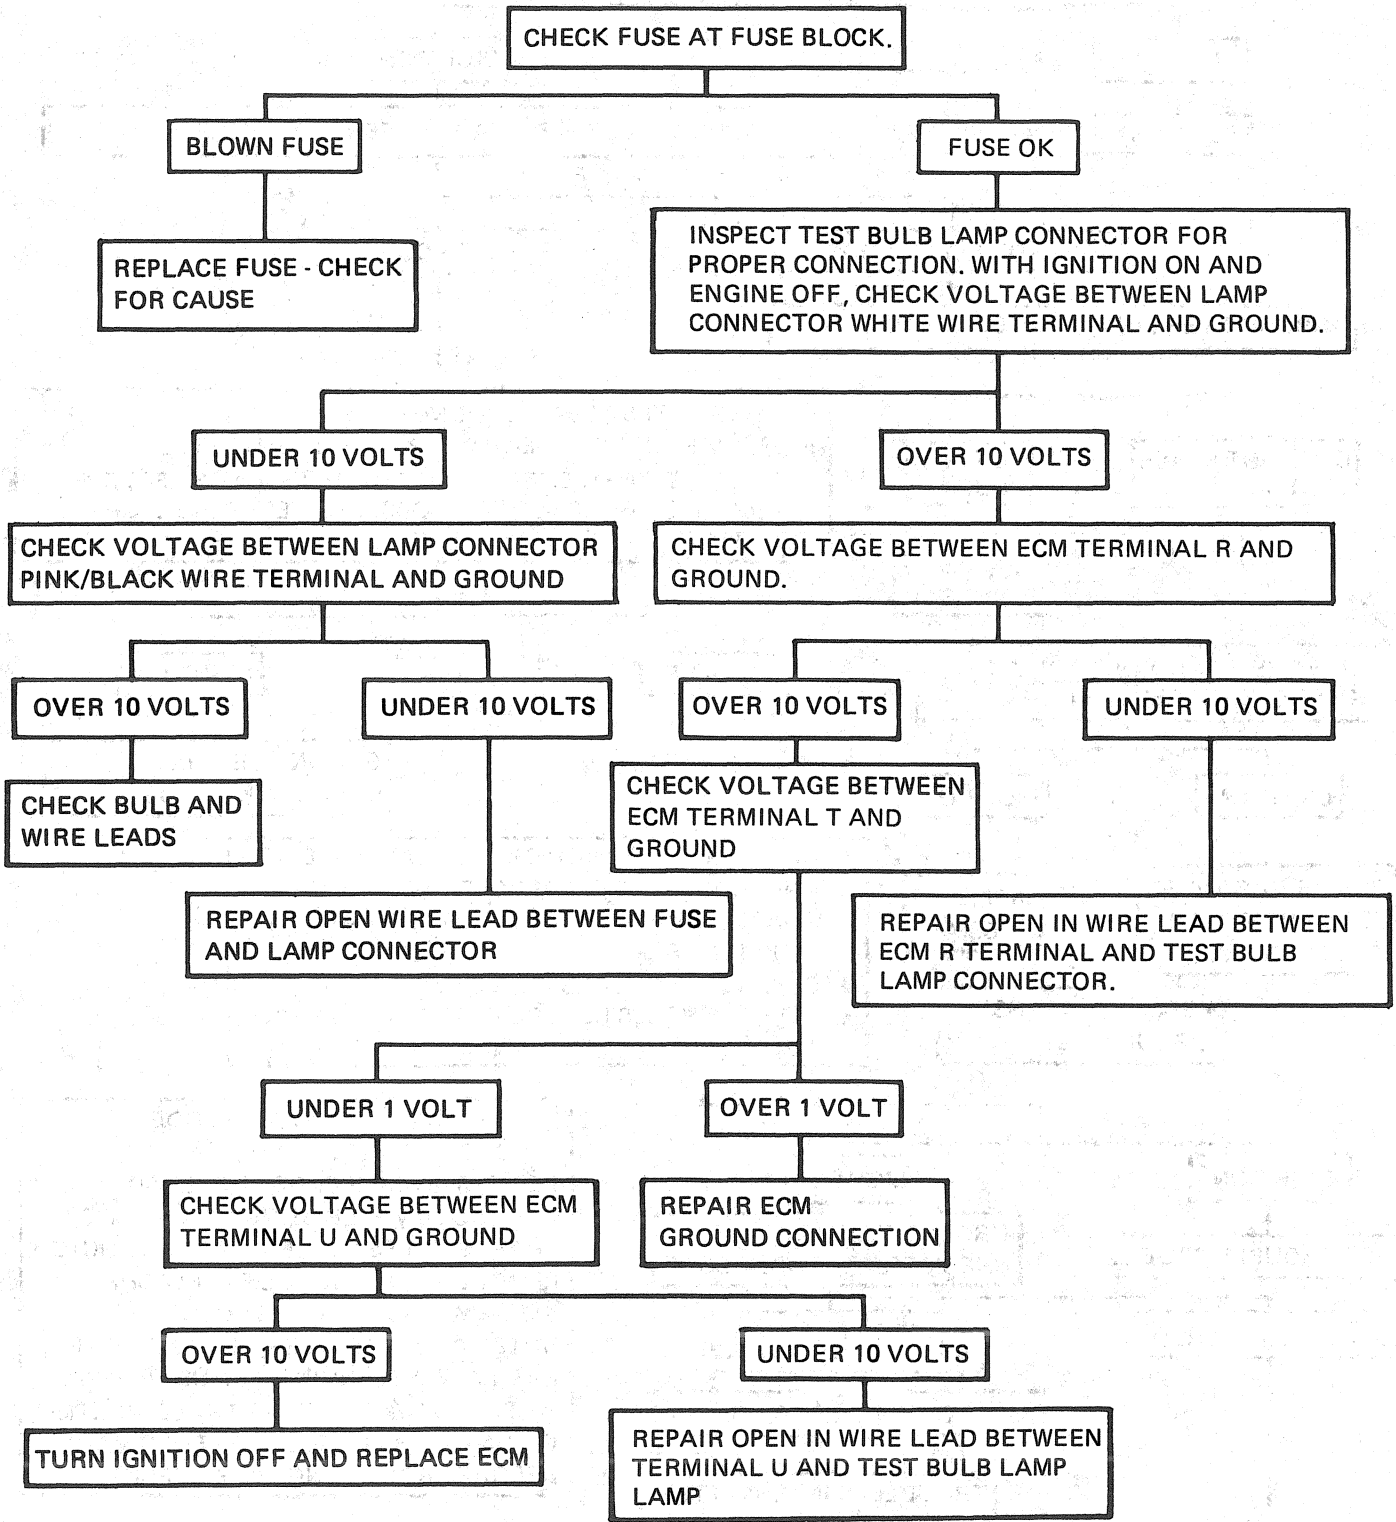 CHECK FUSE AT FUSE BLOCK.
BLOWN FUSE
FUSE OK
REPLACE FUSE - CHECK
FOR CAUSE
INSPECT TEST BULB LAMP CONNECTOR FOR
PROPER CONNECTION. WITH IGNITION ON AND
ENGINE OFF, CHECK VOLTAGE BETWEEN LAMP
CONNECTOR WHITE WIRE TERMINAL AND GROUND.
UNDER 10 VOLTS
OVER 10 VOLTS
CHECK VOLTAGE BETWEEN LAMP CONNECTOR
PINK/BLACK WIRE TERMINAL AND GROUND
CHECK VOLTAGE BETWEEN ECM TERMINAL R AND
GROUND.
OVER 10 VOLTS
UNDER 10 VOLTS
OVER 10 VOLTS
UNDER 10 VOLTS
CHECK BULB AND
WIRE LEADS
CHECK VOLTAGE BETWEEN
ECM TERMINAL T AND
GROUND
REPAIR OPEN WIRE LEAD BETWEEN FUSE
AND LAMP CONNECTOR
REPAIR OPEN IN WIRE LEAD BETWEEN
ECM R TERMINAL AND TEST BULB
LAMP CONNECTOR.
UNDER 1 VOLT
OVER 1 VOLT
CHECK VOLTAGE BETWEEN ECM
TERMINAL U AND GROUND
REPAIR ECM
GROUND CONNECTION
OVER 10 VOLTS
UNDER 10 VOLTS
TURN IGNITION OFF AND REPLACE ECM
REPAIR OPEN IN WIRE LEAD BETWEEN
TERMINAL U AND TEST BULB LAMP
LAMP